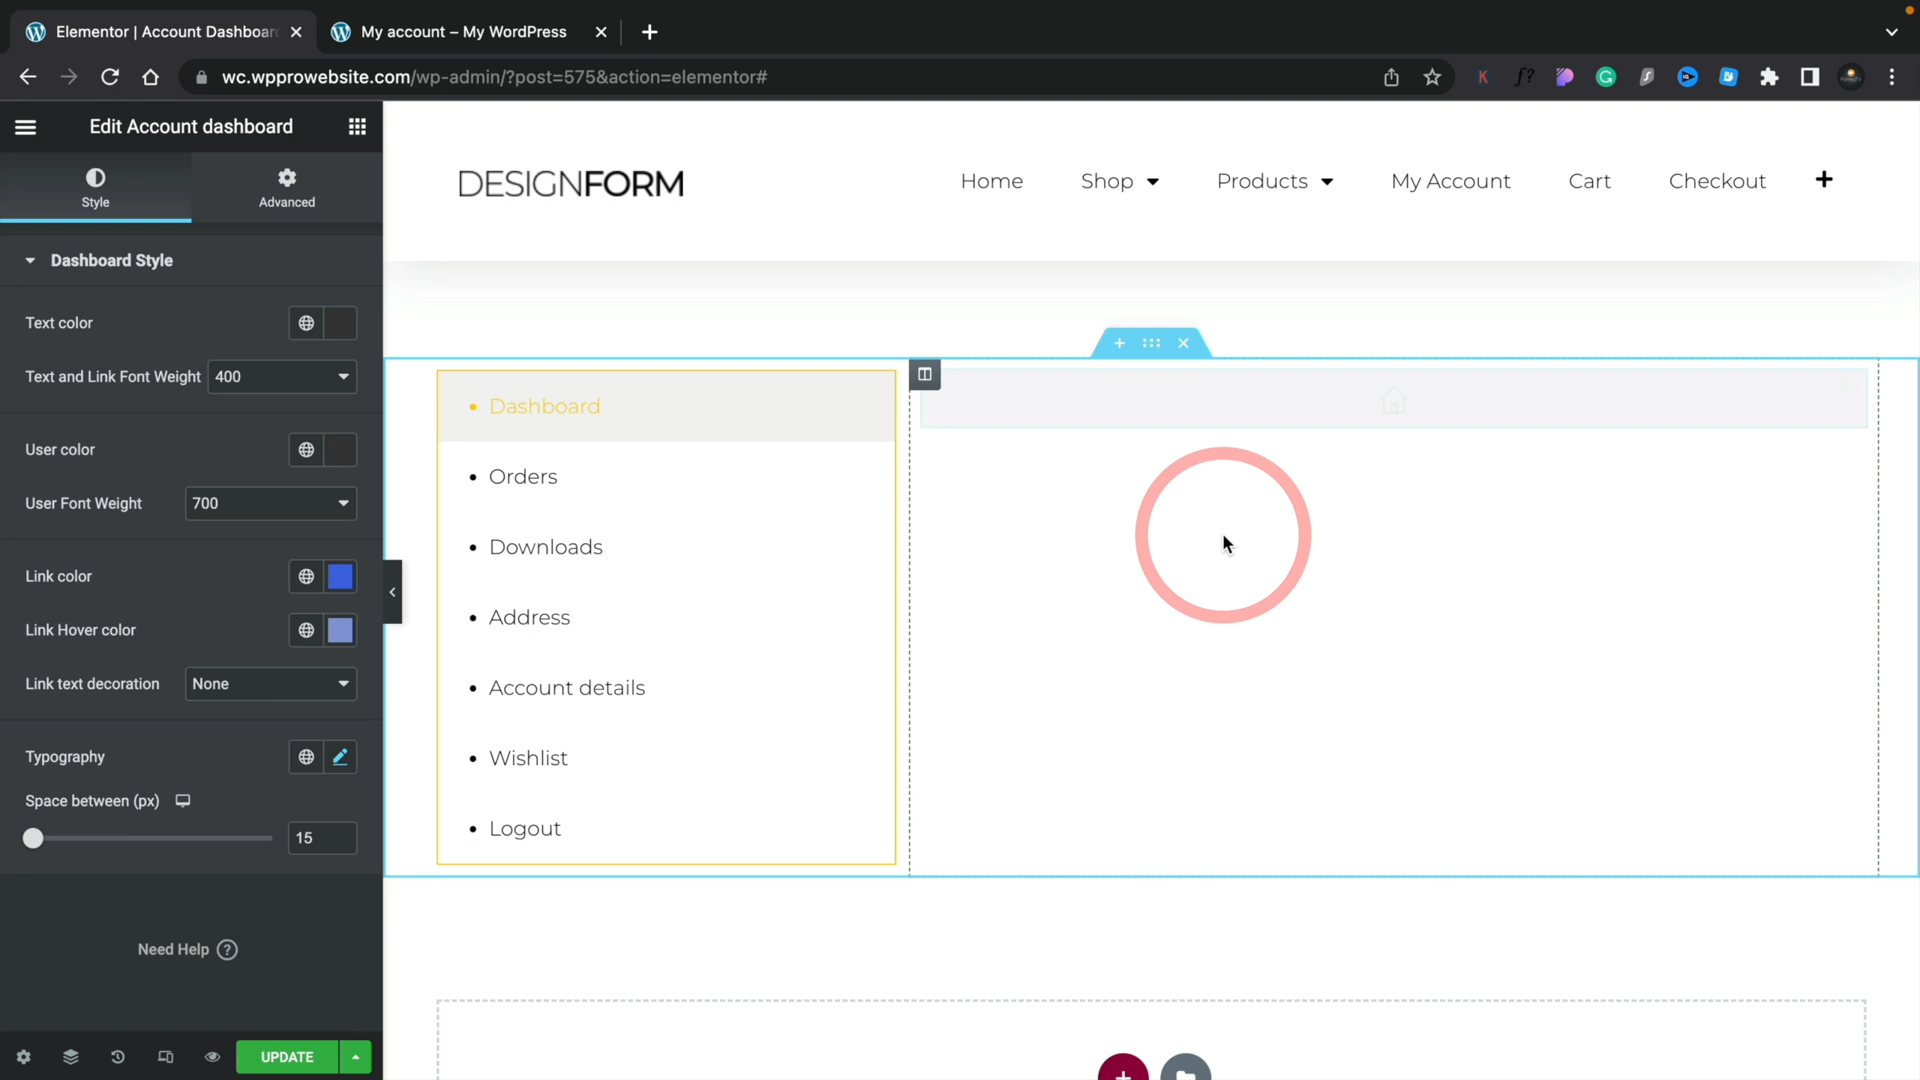 Elementor | Account Dashboar
My account – My WordPress
wc.wpprowebsite.com/wp-admin/?post=575&action=elementor#
Edit Account dashboard
Style
Advanced
Dashboard Style
Text color
Text and Link Font Weight 400
User color
User Font Weight 700
Link color
Link Hover color
Link text decoration None
Typography
Space between (px)
15
Need Help ?
UPDATE
DESIGNFORM
Home
Shop
Products
My Account
Cart
Checkout
• Dashboard
• Orders
• Downloads
• Address
• Account details
• Wishlist
• Logout